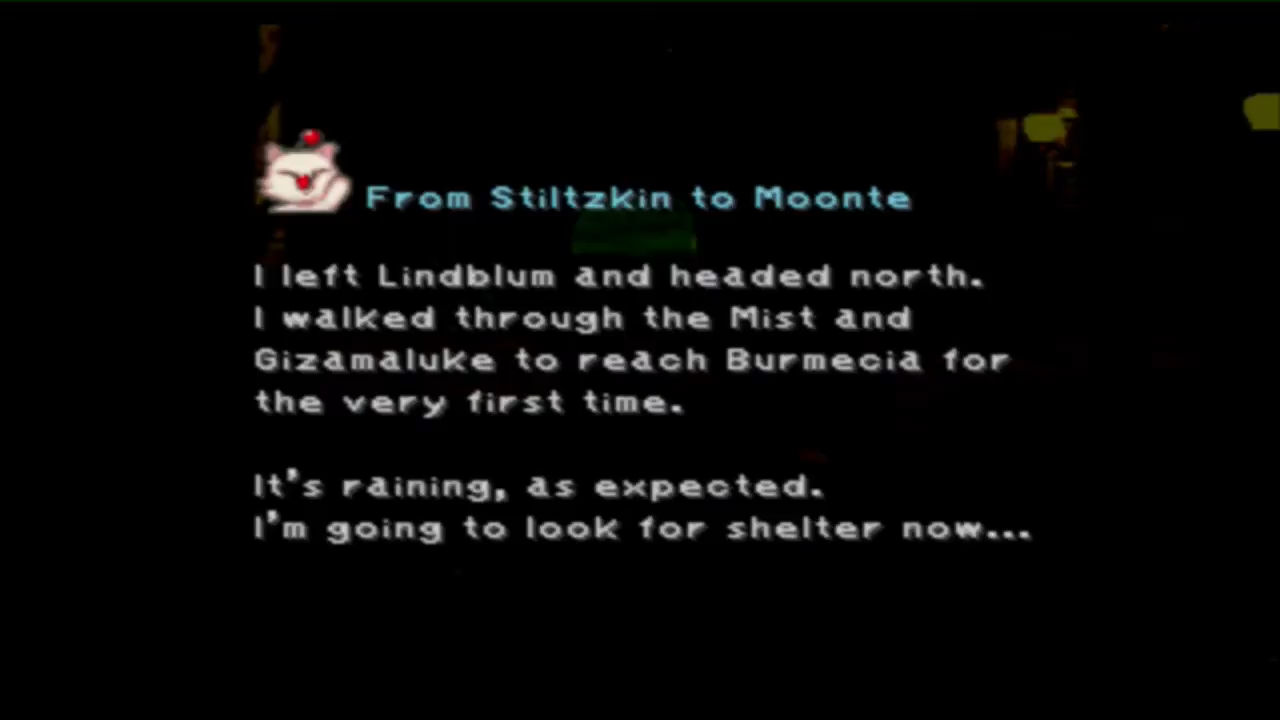 From Stiltzkin to Moonte
I left Lindblum and headed north.
I walked through the Mist and
Gizamaluke to reach Burmecia for
the very first time.
It's raining, as expected.
I'm going to look for shelter now...